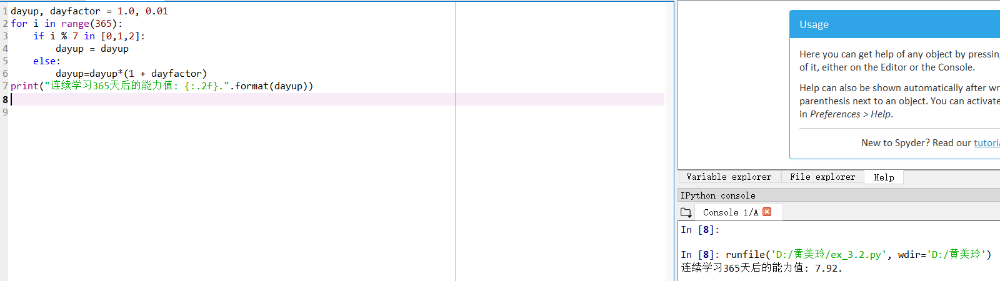 1 dayup, dayfactor = 1.0, 0.01
2 for i in range(365):
3     if i % 7 in [0,1,2]:
4         dayup = dayup
5     else:
6         dayup=dayup*(1 + dayfactor)
7 print("连续学习365天后的能力值: {:.2f}.".format(dayup))
8
9
Usage
Here you can get help of any object by pressing
of it, either on the Editor or the Console.
Help can also be shown automatically after wr
parenthesis next to an object. You can activate
in Preferences > Help.
New to Spyder? Read our tutoria
Variable explorer File explorer Help
IPython console
Console 1/A
In [8]:
In [8]: runfile('D:/黄美玲/ex_3.2.py', wdir='D:/黄美玲')
连续学习365天后的能力值: 7.92.